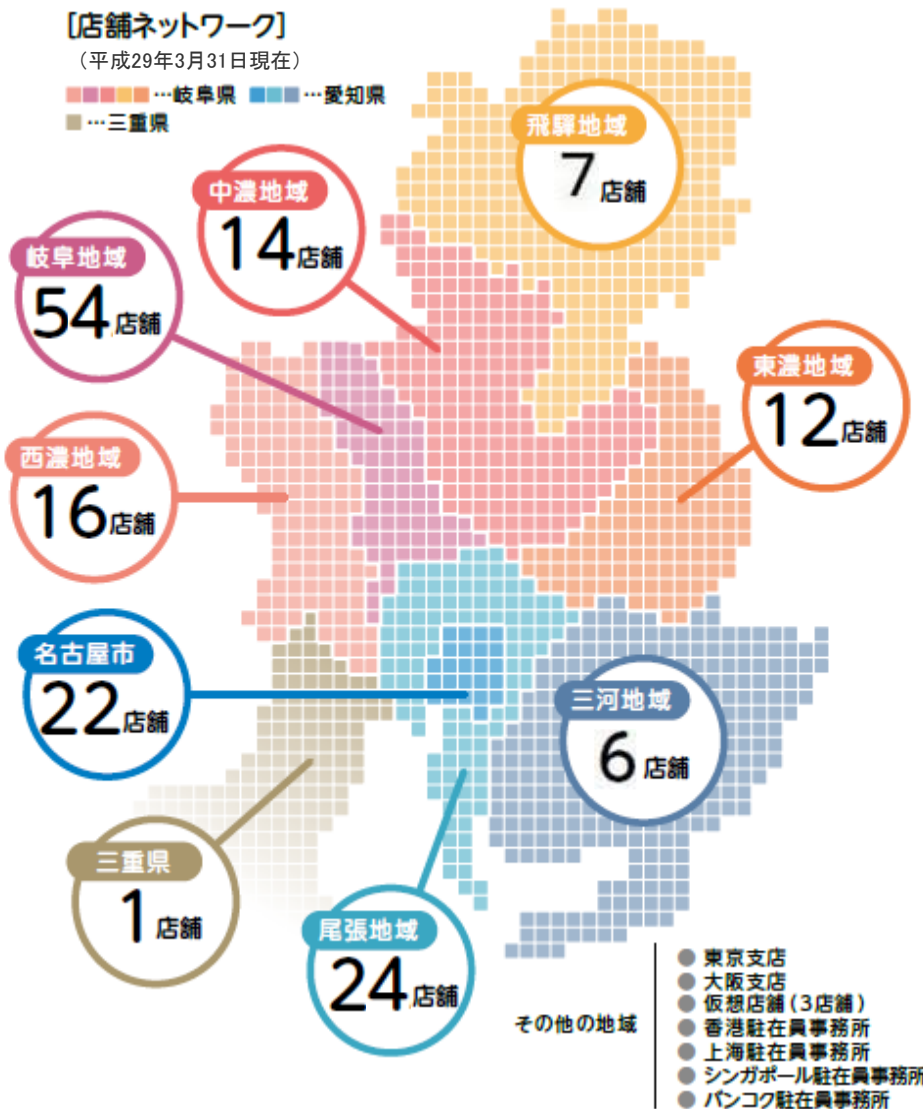 [店舗ネットワーク]
（平成29年3月31日現在）
…岐阜県 …愛知県
…三重県
飛騨地域
7店舗
中濃地域
14店舗
岐阜地域
54店舗
東濃地域
12店舗
西濃地域
16店舗
名古屋市
22店舗
三河地域
6店舗
三重県
1店舗
尾張地域
24店舗
その他の地域
● 東京支店
● 大阪支店
● 仮想店舗（3店舗）
● 香港駐在員事務所
● 上海駐在員事務所
● シンガポール駐在員事務所
● バンコク駐在員事務所